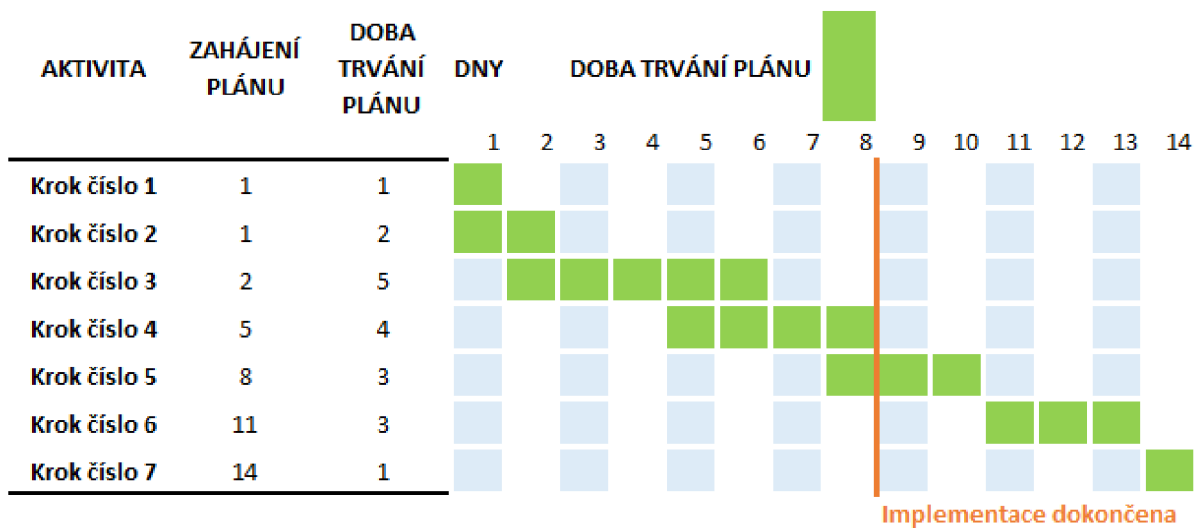 AKTIVITA ZAHÁJENÍ PLÁNU DOBA TRVÁNÍ PLÁNU DNY DOBA TRVÁNÍ PLÁNU
1 2 3 4 5 6 7 8 9 10 11 12 13 14
Krok číslo 1 1 1
Krok číslo 2 1 2
Krok číslo 3 2 5
Krok číslo 4 5 4
Krok číslo 5 8 3
Krok číslo 6 11 3
Krok číslo 7 14 1
Implementace dokončena